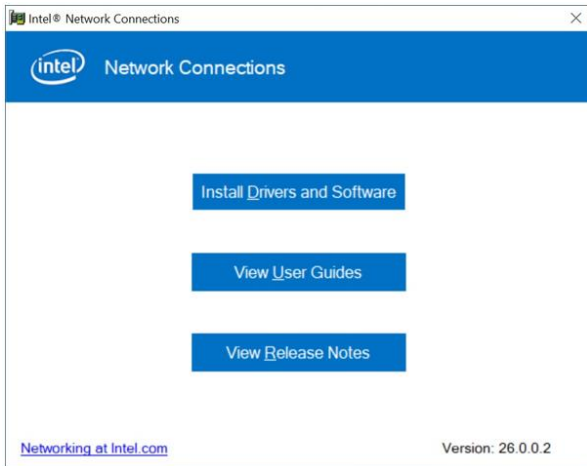 Intel® Network Connections
intel Network Connections
Install Drivers and Software
View User Guides
View Release Notes
Networking at Intel.com Version: 26.0.0.2